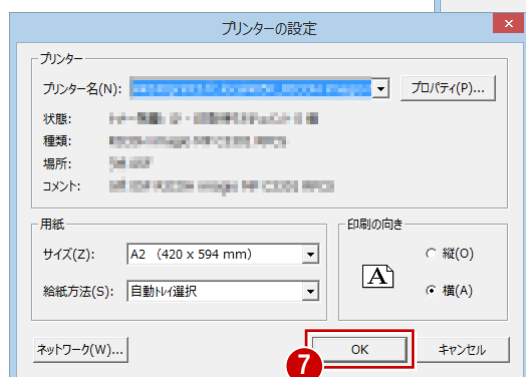 プリンターの設定
プリンター
プリンター名(N):
プロパティ(P)...
状態:
種類:
場所:
コメント:
用紙
サイズ(Z): A2 (420 x 594 mm)
給紙方法(S): 自動ﾄﾚｲ選択
印刷の向き
A
縦(O)
横(A)
ネットワーク(W)...
7
OK
キャンセル